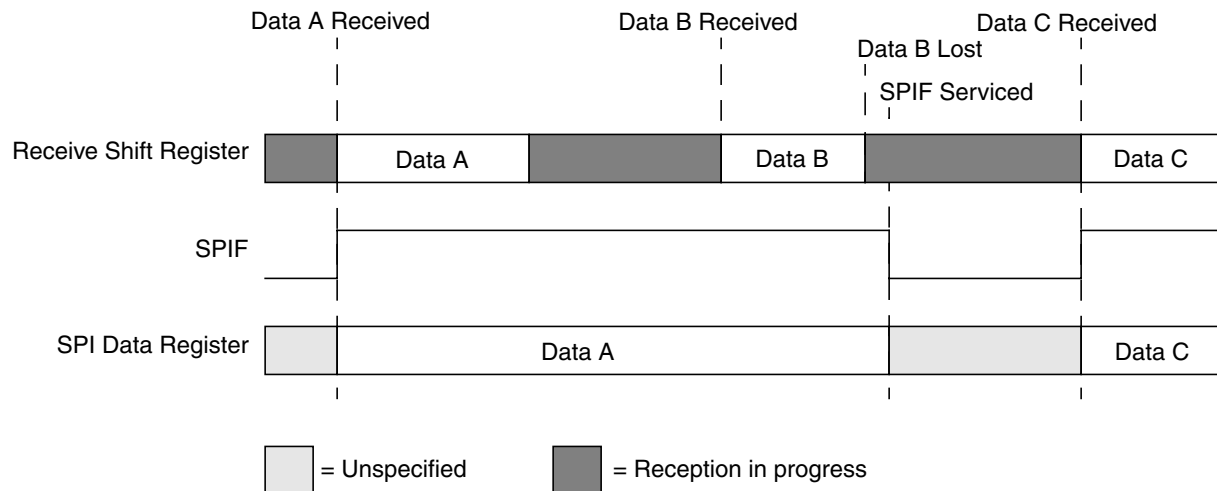 Data A Received
Data B Received
Data C Received
Data B Lost
SPIF Serviced
Receive Shift Register
Data A
Data B
Data C
SPIF
SPI Data Register
Data A
Data C
= Unspecified
= Reception in progress